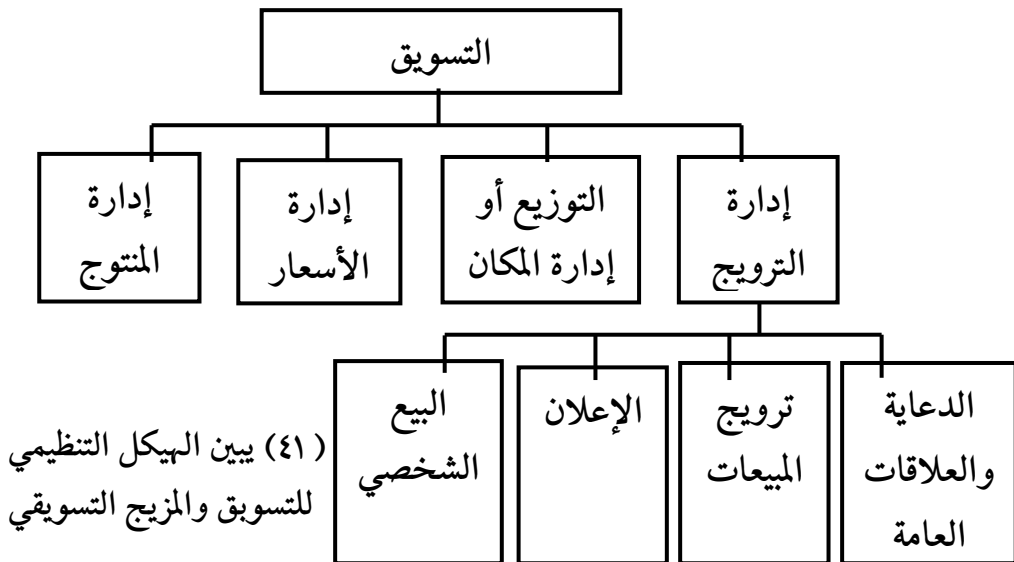 التسويق
إدارة
الترويج
التوزيع أو
إدارة المكان
إدارة
الأسعار
إدارة
المنتوج
الدعاية
والعلاقات
العامة
ترويج
المبيعات
الإعلان
البيع
الشخصي
(٤١) يبين الهيكل التنظيمي
للتسوبق والمزيج التسويقي